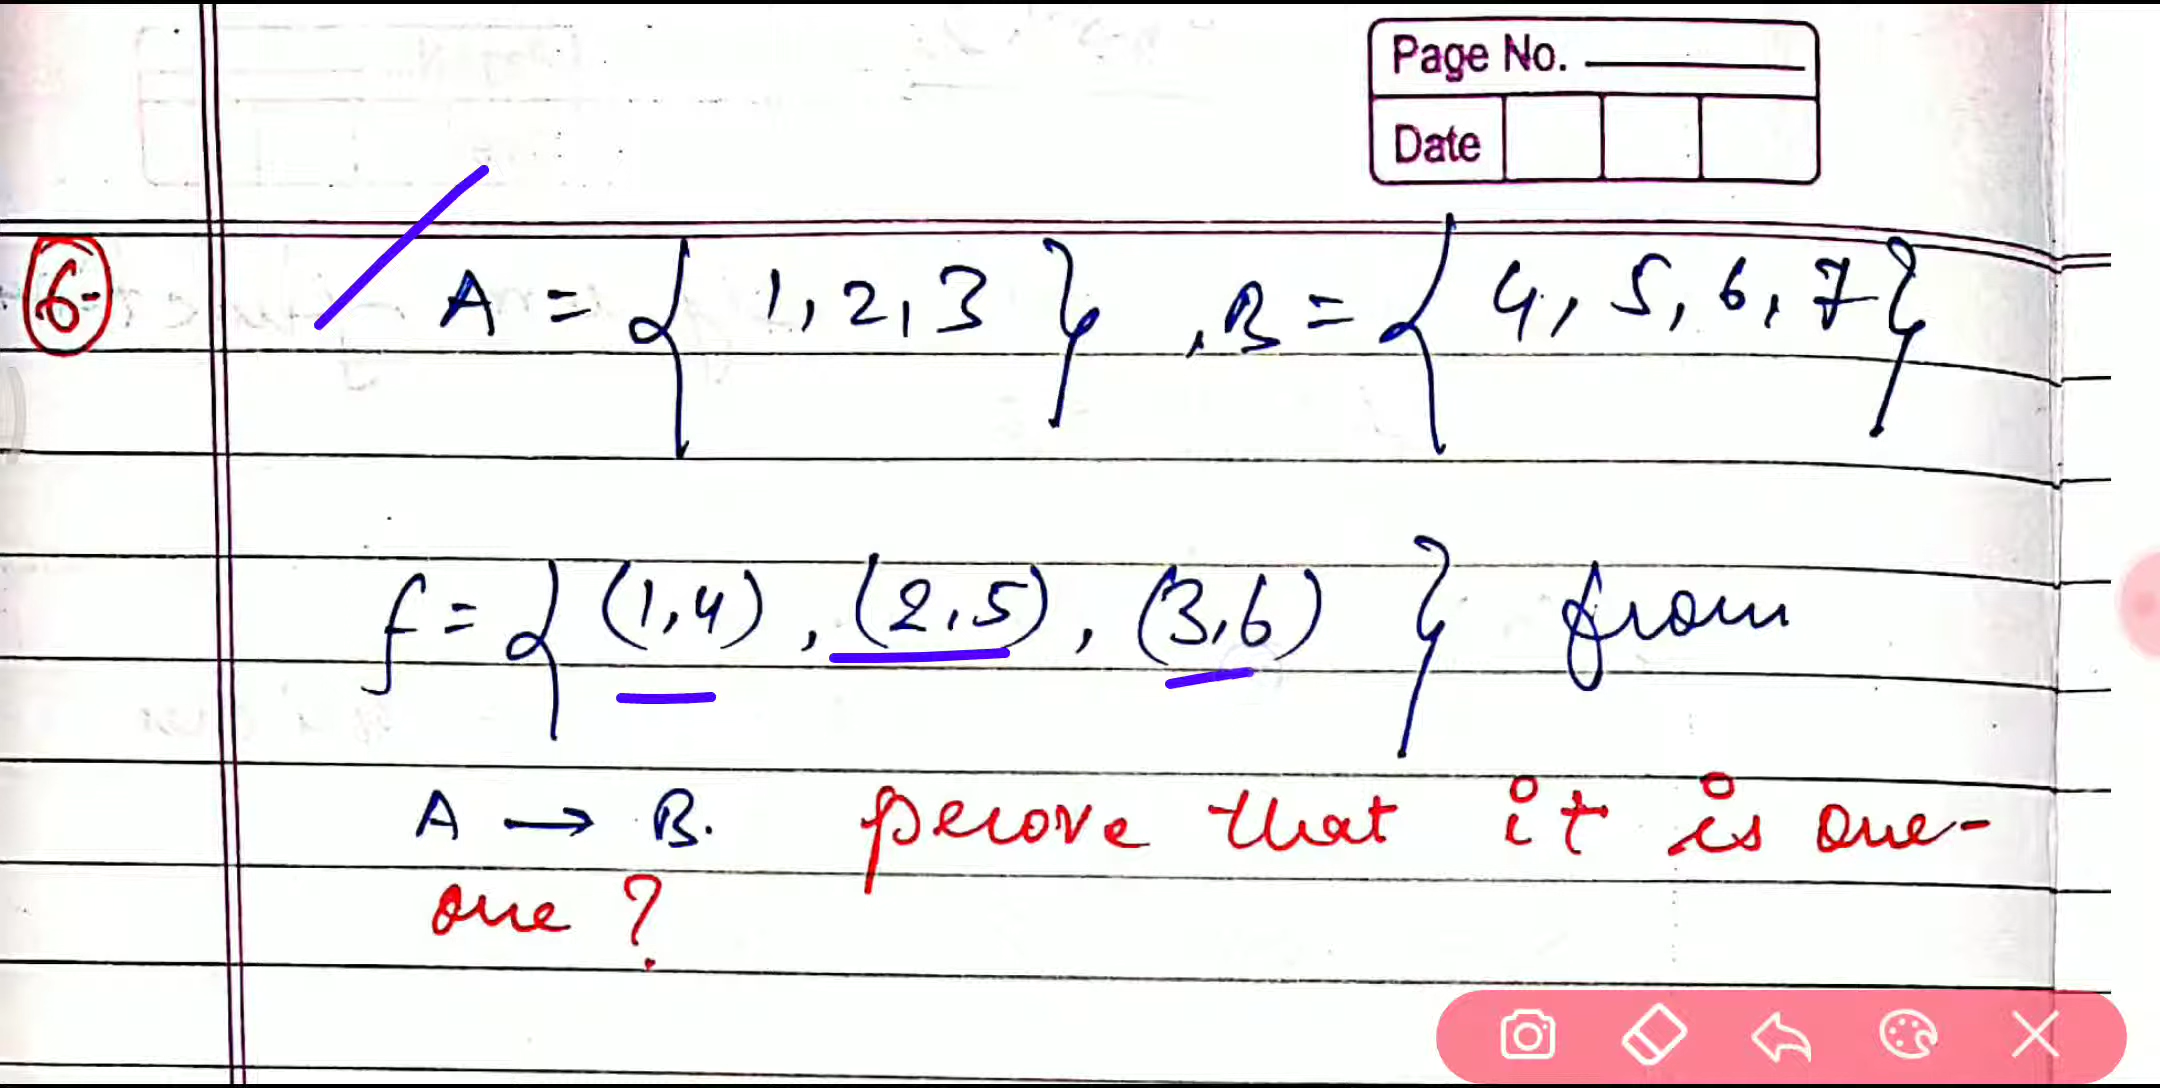 Page No.
Date
6- A = { 1, 2, 3 }, B = { 4, 5, 6, 7 }
f = { (1,4), (2,5), (3,6) } from
A → B. prove that it is one-
one ?